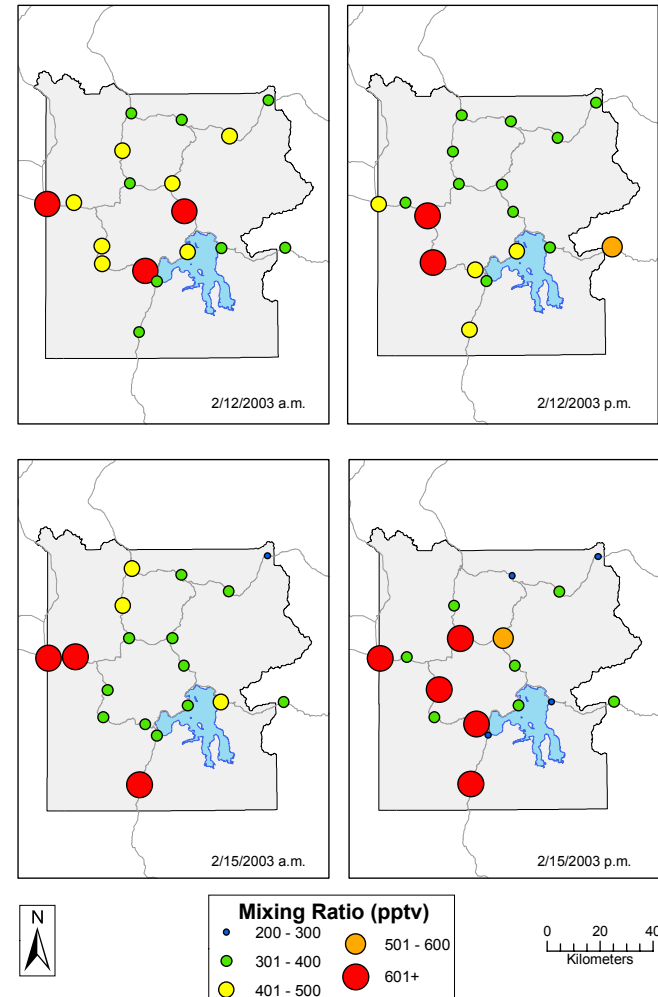 2/12/2003 a.m.
2/12/2003 p.m.
2/15/2003 a.m.
2/15/2003 p.m.
N
Mixing Ratio (pptv)
200 - 300
301 - 400
401 - 500
501 - 600
601+
0 40
Kilometers